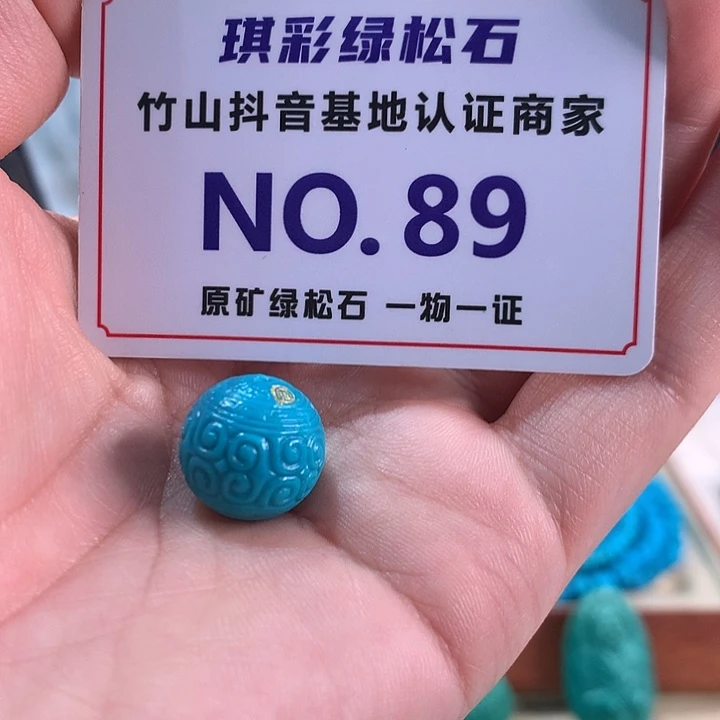 琪彩绿松石
竹山抖音基地认证商家
NO.89
原矿绿松石 一物一证